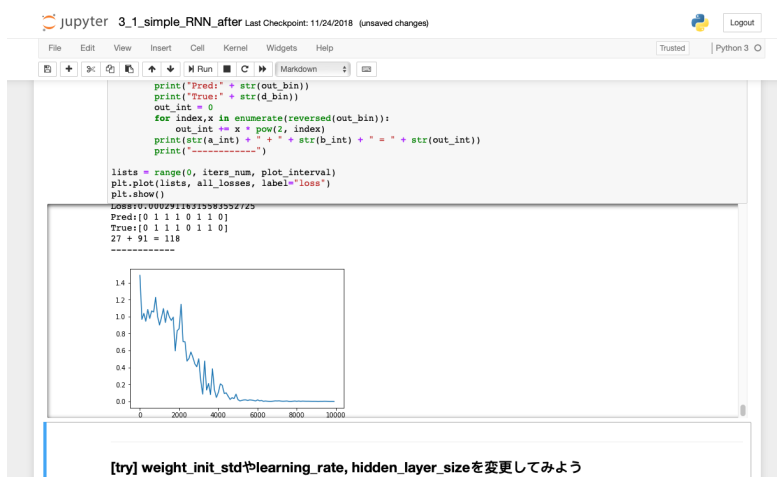 jupyter 3_1_simple_RNN_after Last Checkpoint: 11/24/2018 (unsaved changes)
Logout
File Edit View Insert Cell Kernel Widgets Help
Trusted Python 3
Run Markdown
print("Pred:" + str(out_bin))
print("True:" + str(d_bin))
out_int = 0
for index,x in enumerate(reversed(out_bin)):
out_int += x * pow(2, index)
print(str(a_int) + " + " + str(b_int) + " = " + str(out_int))
print("------------")
lists = range(0, iters_num, plot_interval)
plt.plot(lists, all_losses, label="loss")
plt.show()
Loss:0.00029116315583552725
Pred:[0 1 1 1 0 1 1 0]
True:[0 1 1 1 0 1 1 0]
27 + 91 = 118
------------
1.4
1.2
1.0
0.8
0.6
0.4
0.2
0.0
0 2000 4000 6000 8000 10000
[try] weight_init_stdやlearning_rate, hidden_layer_sizeを変更してみよう